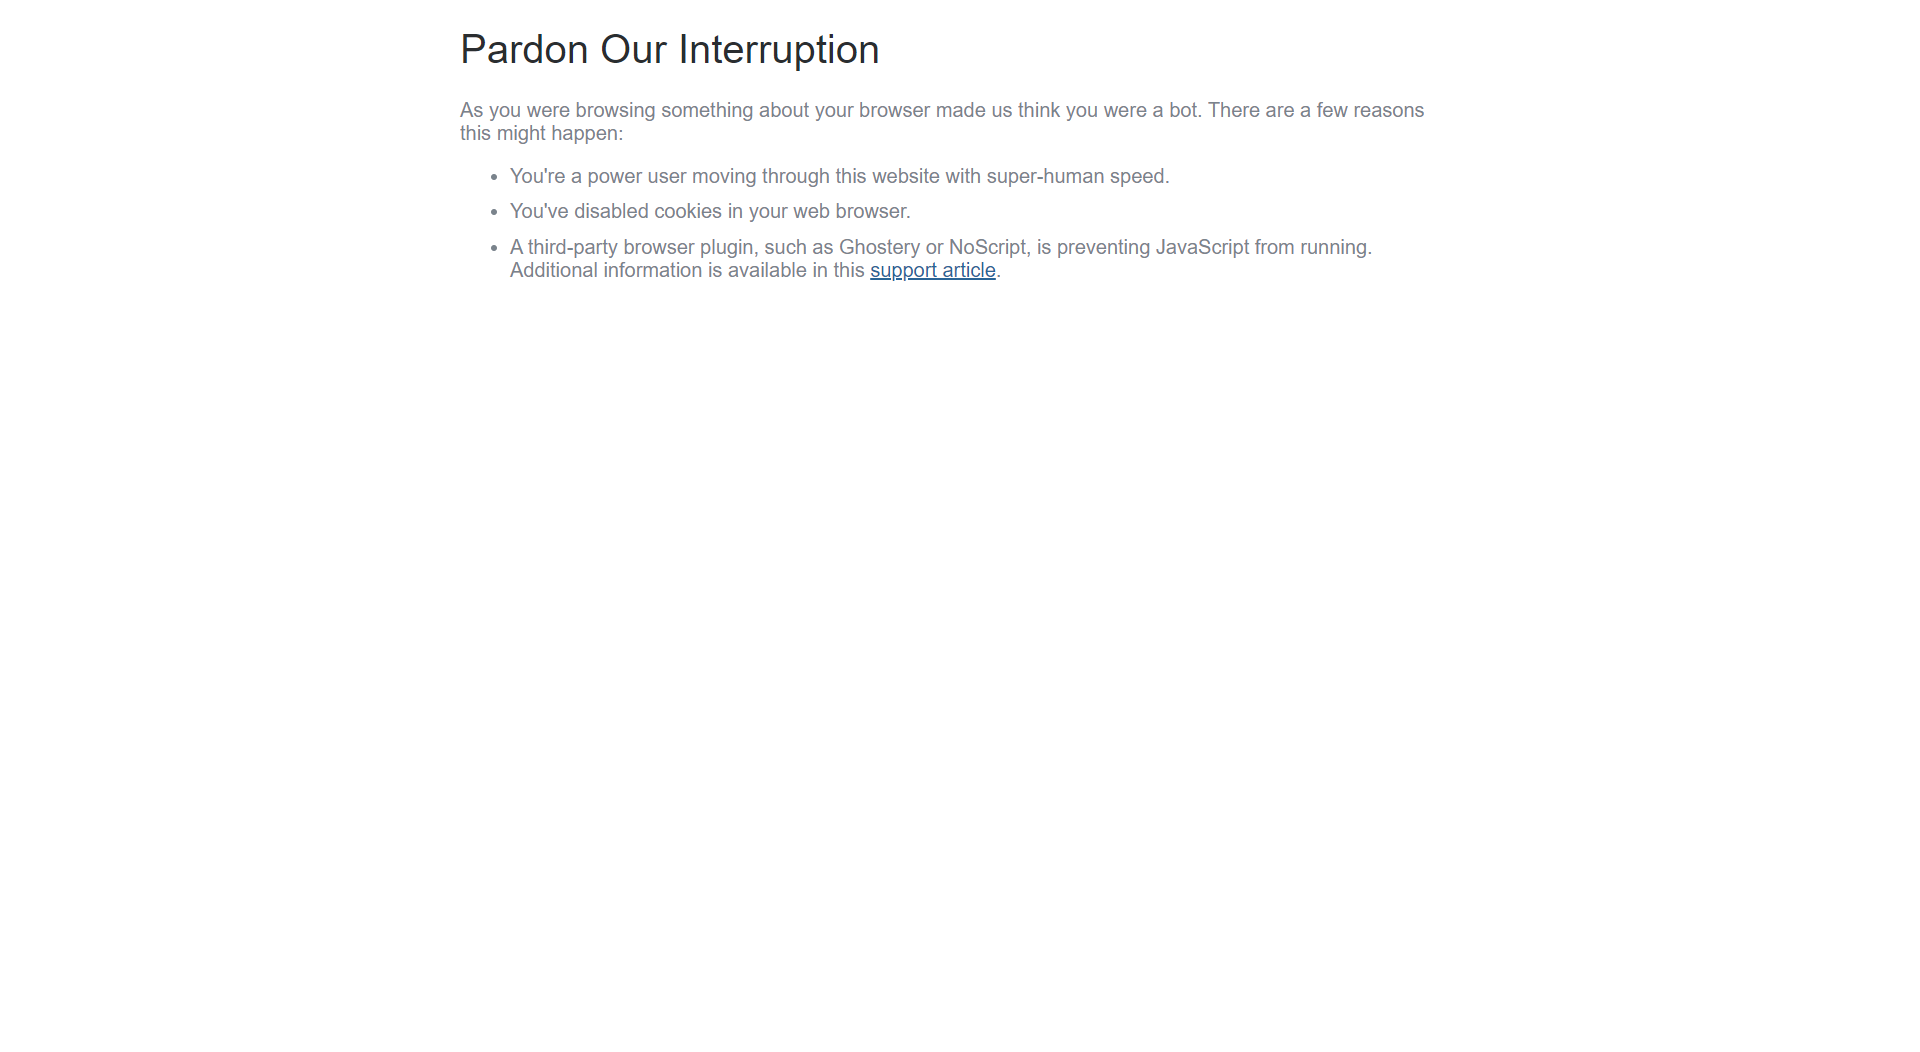 Pardon Our Interruption
As you were browsing something about your browser made us think you were a bot. There are a few reasons
this might happen:
• You're a power user moving through this website with super-human speed.
• You've disabled cookies in your web browser.
• A third-party browser plugin, such as Ghostery or NoScript, is preventing JavaScript from running.
Additional information is available in this support article.